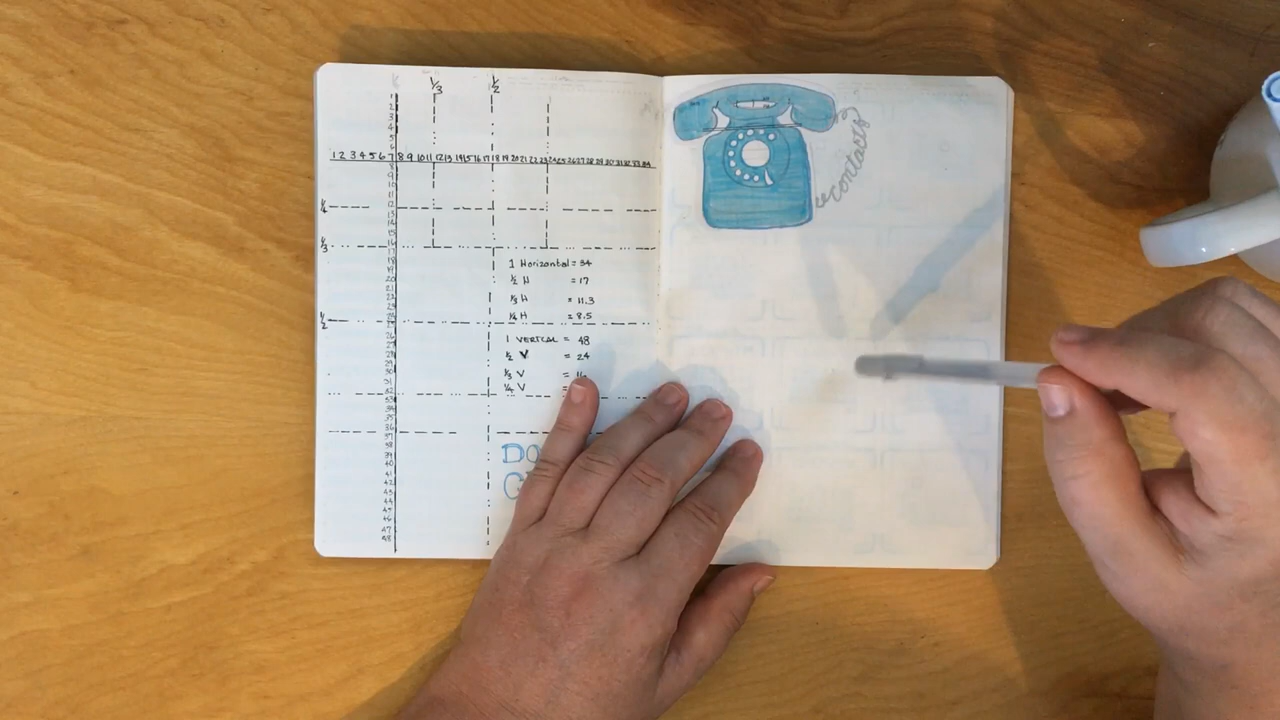 1/3 1/2
1 2 3 4 5 6 7 8 9 10 11 12 13 14 15 16 17 18 19 20 21 22 23 24 25 26 27 28 29 30 31 32 33 34
1/4
1/3
1/2
1 Horizontal = 34
1/2 H = 17
1/3 H = 11.3
1/4 H = 8.5
1 VERTICAL = 48
1/2 V = 24
1/3 V = 16
1/4 V =
contacts